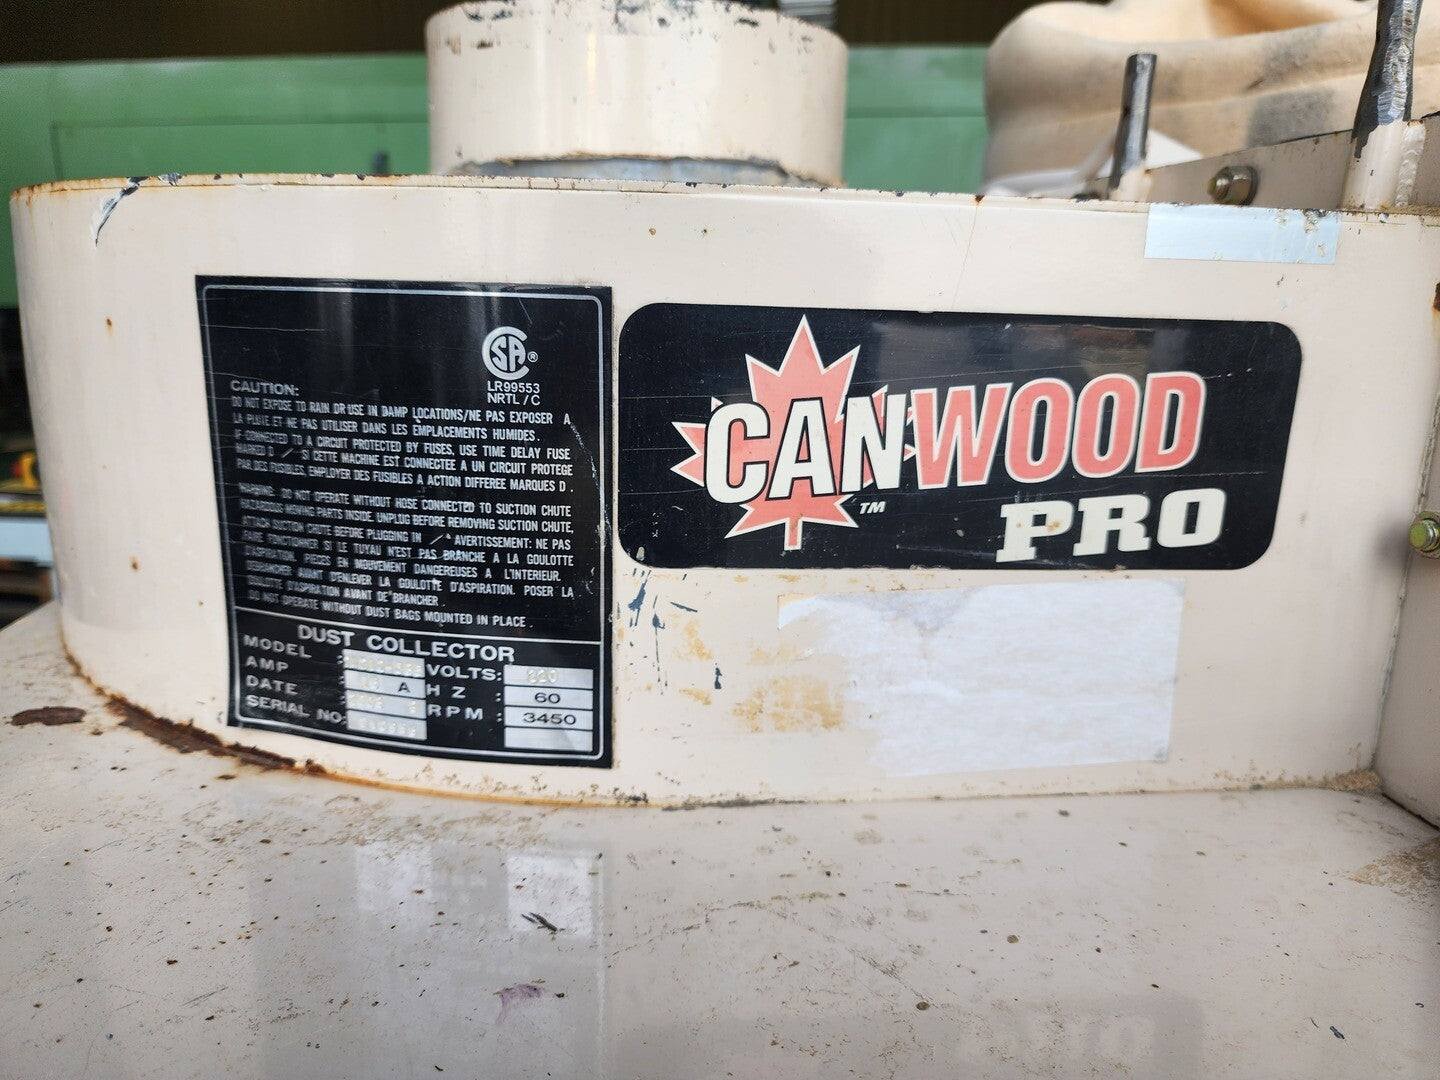 CSA®
LR99553
NRTL/C
CAUTION:
DO NOT EXPOSE TO RAIN OR USE IN DAMP LOCATIONS/NE PAS EXPOSER A
LA PLUIE ET NE PAS UTILISER DANS LES EMPLACEMENTS HUMIDES.
IF CONNECTED TO A CIRCUIT PROTECTED BY FUSES, USE TIME DELAY FUSE
MARKED D / SI CETTE MACHINE EST CONNECTEE A UN CIRCUIT PROTEGE
PAR DES FUSIBLES, EMPLOYER DES FUSIBLES A ACTION DIFFEREE MARQUES D.
WARNING: DO NOT OPERATE WITHOUT HOSE CONNECTED TO SUCTION CHUTE
HAZARDOUS MOVING PARTS INSIDE. UNPLUG BEFORE REMOVING SUCTION CHUTE,
ATTACH SUCTION CHUTE BEFORE PLUGGING IN / AVERTISSEMENT: NE PAS
FAIRE FONCTIONNER SI LE TUYAU N'EST PAS BRANCHE A LA GOULOTTE
D'ASPIRATION. PIECES EN MOUVEMENT DANGEREUSES A L'INTERIEUR.
DEBRANCHER AVANT D'ENLEVER LA GOULOTTE D'ASPIRATION. POSER LA
GOULOTTE D'ASPIRATION AVANT DE BRANCHER.
DO NOT OPERATE WITHOUT DUST BAGS MOUNTED IN PLACE.
DUST COLLECTOR
MODEL : VOLTS: 220
AMP : A HZ : 60
DATE : RPM : 3450
SERIAL NO:
CANWOOD
™
PRO